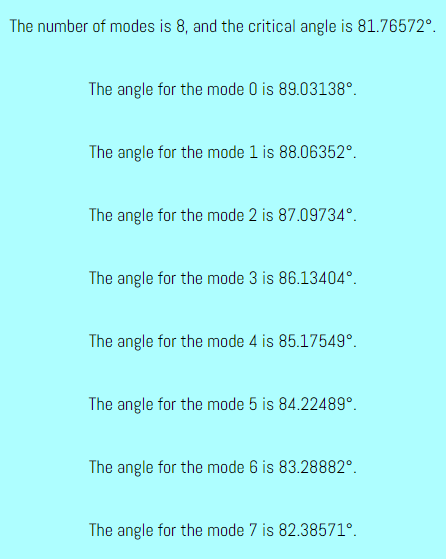 The number of modes is 8, and the critical angle is 81.76572°.
The angle for the mode 0 is 89.03138°.
The angle for the mode 1 is 88.06352°.
The angle for the mode 2 is 87.09734°.
The angle for the mode 3 is 86.13404°.
The angle for the mode 4 is 85.17549°.
The angle for the mode 5 is 84.22489°.
The angle for the mode 6 is 83.28882°.
The angle for the mode 7 is 82.38571°.